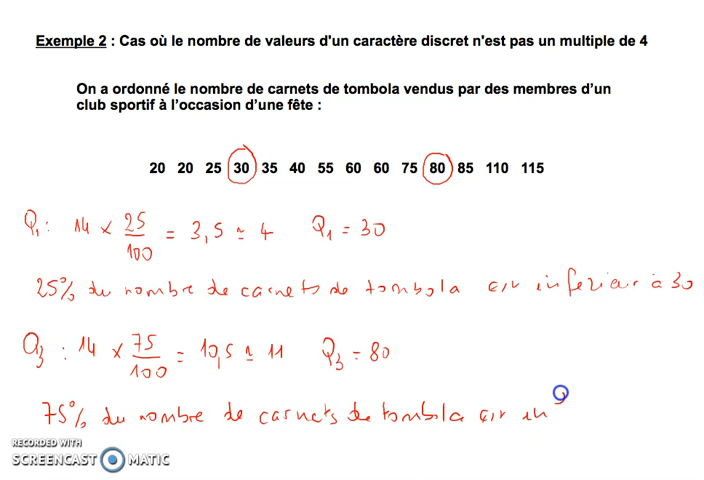 Exemple 2 : Cas où le nombre de valeurs d'un caractère discret n'est pas un multiple de 4
On a ordonné le nombre de carnets de tombola vendus par des membres d'un
club sportif à l'occasion d'une fête :
20 20 25 30 35 40 55 60 60 75 80 85 110 115
Q1 : 14 × 25/100 = 3,5 ≃ 4 Q1 = 30
25% du nombre de carnets de tombola est inférieur à 30
Q3 : 14 × 75/100 = 10,5 ≃ 11 Q3 = 80
75% du nombre de carnets de tombola est in
RECORDED WITH
SCREENCAST MATIC